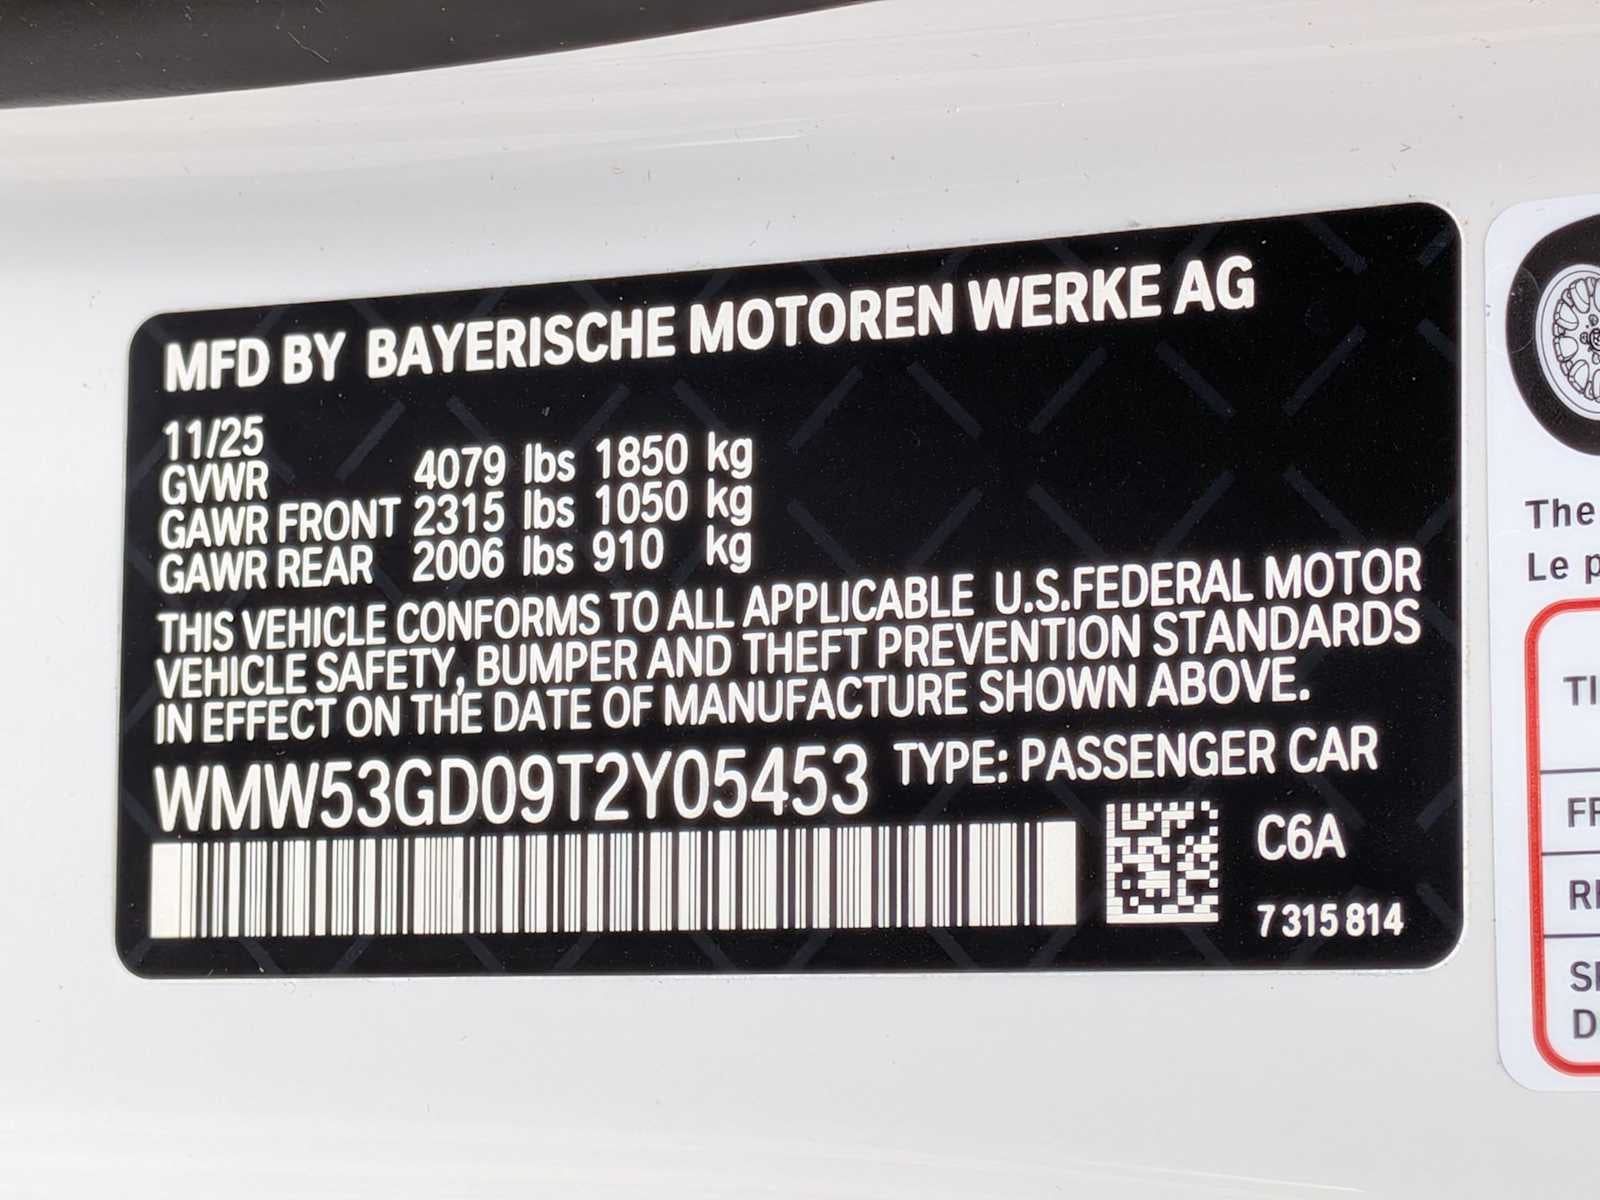 MFD BY BAYERISCHE MOTOREN WERKE AG
11/25
GVWR 4079 lbs 1850 kg
GAWR FRONT 2315 lbs 1050 kg
GAWR REAR 2006 lbs 910 kg
THIS VEHICLE CONFORMS TO ALL APPLICABLE U.S.FEDERAL MOTOR
VEHICLE SAFETY, BUMPER AND THEFT PREVENTION STANDARDS
IN EFFECT ON THE DATE OF MANUFACTURE SHOWN ABOVE.
WMW53GD09T2Y05453 TYPE: PASSENGER CAR
C6A
7 315 814
The
Le